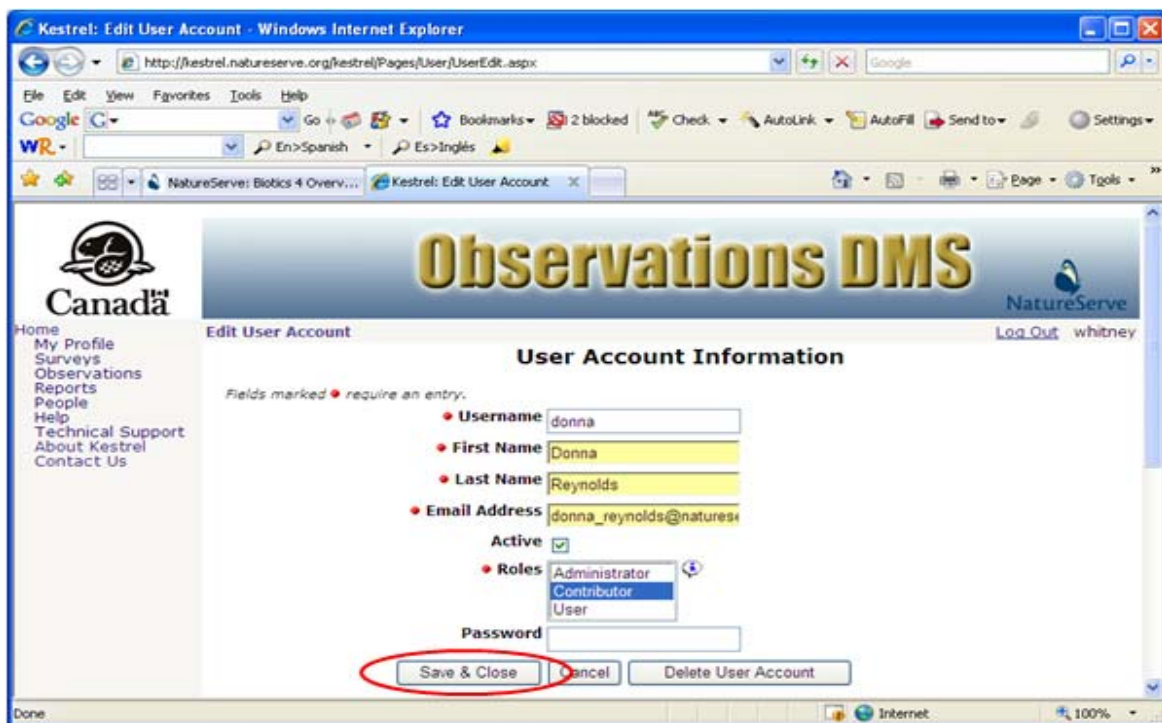 Kestrel: Edit User Account - Windows Internet Explorer
http://kestrel.natureserve.org/kestrel/Pages/User/UserEdit.aspx
Google
File Edit View Favorites Tools Help
Google G Go Bookmarks 2 blocked Check AutoLink AutoFill Send to Settings
WR - En>Spanish Es>Inglés
NatureServe: Biotics 4 Overv... Kestrel: Edit User Account Page Tools »
Canada
Observations DMS
NatureServe
Home
My Profile
Surveys
Observations
Reports
People
Help
Technical Support
About Kestrel
Contact Us
Edit User Account Log Out whitney
User Account Information
Fields marked require an entry.
Username donna
First Name Donna
Last Name Reynolds
Email Address donna_reynolds@naturese
Active
Roles Administrator
Contributor
User
Password
Save & Close Cancel Delete User Account
Done Internet 100%